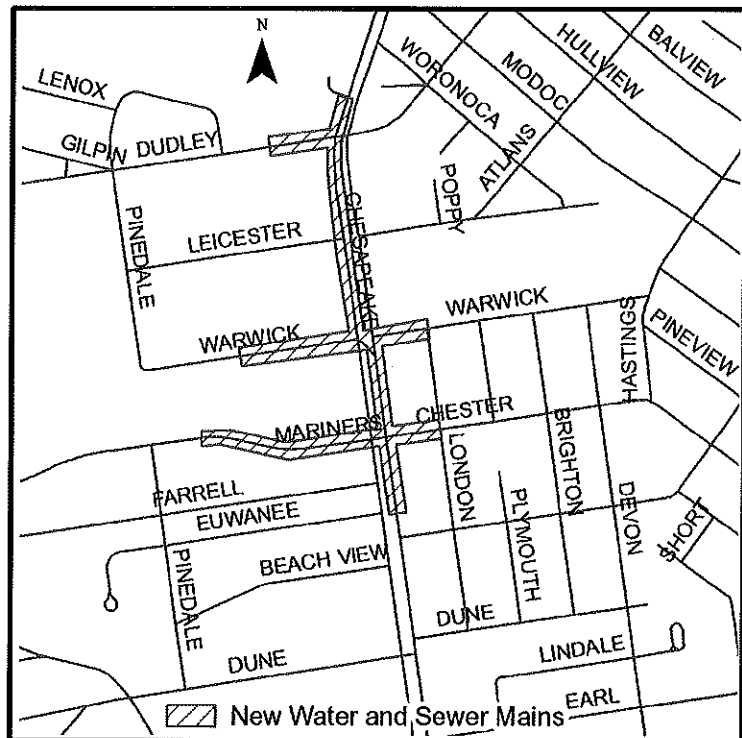 N
LENOX
WORONOCA
MODOC
HULLVIEW
BALVIEW
GILPIN
DUDLEY
ATLANS
POPPY
PINEDALE
LEICESTER
CHESAPEAKE
WARWICK
WARWICK
HASTINGS
PINEVIEW
MARINERS
CHESTER
LONDON
BRIGHTON
FARRELL
EUWANEE
PLYMOUTH
DEVON
SHORT
PINEDALE
BEACH VIEW
DUNE
DUNE
LINDALE
EARL
New Water and Sewer Mains